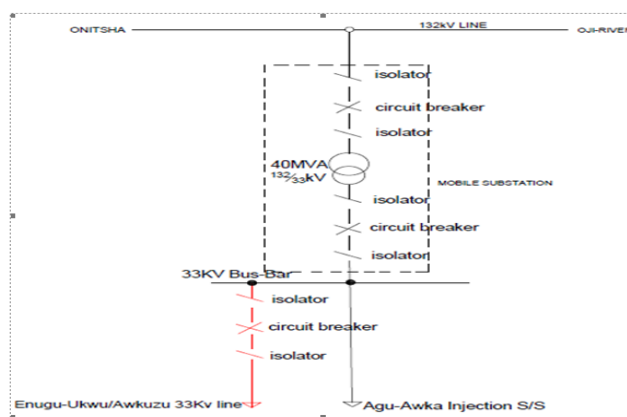 ONITSHA 132kV LINE OJI-RIVER
isolator
circuit breaker
isolator
40MVA
132/33kV
MOBILE SUBSTATION
isolator
circuit breaker
isolator
33KV Bus-Bar
isolator
circuit breaker
isolator
Enugu-Ukwu/Awkuzu 33Kv line
Agu-Awka Injection S/S